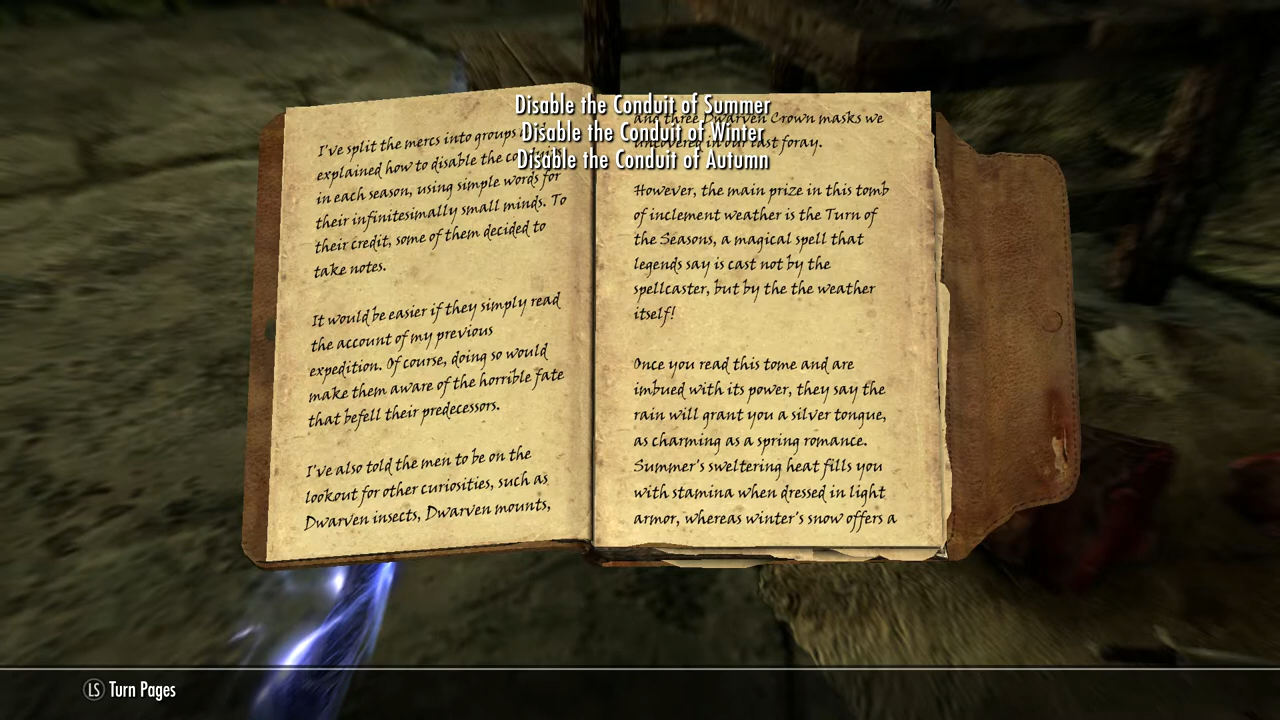 Disable the Conduit of Summer
Disable the Conduit of Winter
Disable the Conduit of Autumn
I've split the mercs into groups
explained how to disable the
in each season, using simple words for
their infinitesimally small minds. To
their credit, some of them decided to
take notes.
It would be easier if they simply read
the account of my previous
expedition. Of course, doing so would
make them aware of the horrible fate
that befell their predecessors.
I've also told the men to be on the
lookout for other curiosities, such as
Dwarven insects, Dwarven mounts,
and three Dwarven Crown masks we
uncovered in our last foray.
However, the main prize in this tomb
of inclement weather is the Turn of
the Seasons, a magical spell that
legends say is cast not by the
spellcaster, but by the the weather
itself!
Once you read this tome and are
imbued with its power, they say the
rain will grant you a silver tongue,
as charming as a spring romance.
Summer's sweltering heat fills you
with stamina when dressed in light
armor, whereas winter's snow offers a
LS Turn Pages